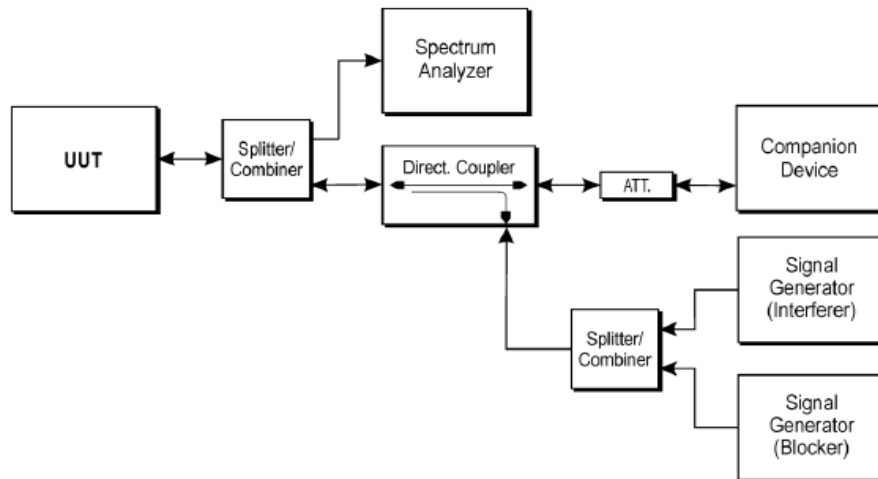 Spectrum
Analyzer
UUT
Splitter/
Combiner
Direct. Coupler
ATT.
Companion
Device
Signal
Generator
(Interferer)
Splitter/
Combiner
Signal
Generator
(Blocker)